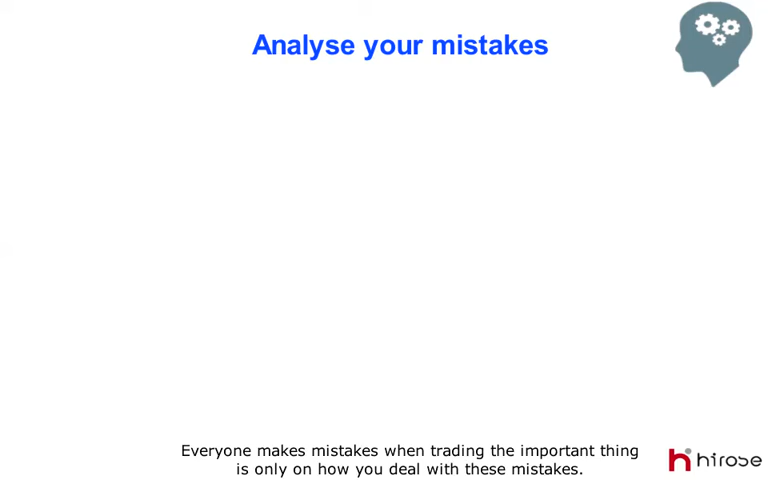 Analyse your mistakes
Everyone makes mistakes when trading the important thing
is only on how you deal with these mistakes.
hirose